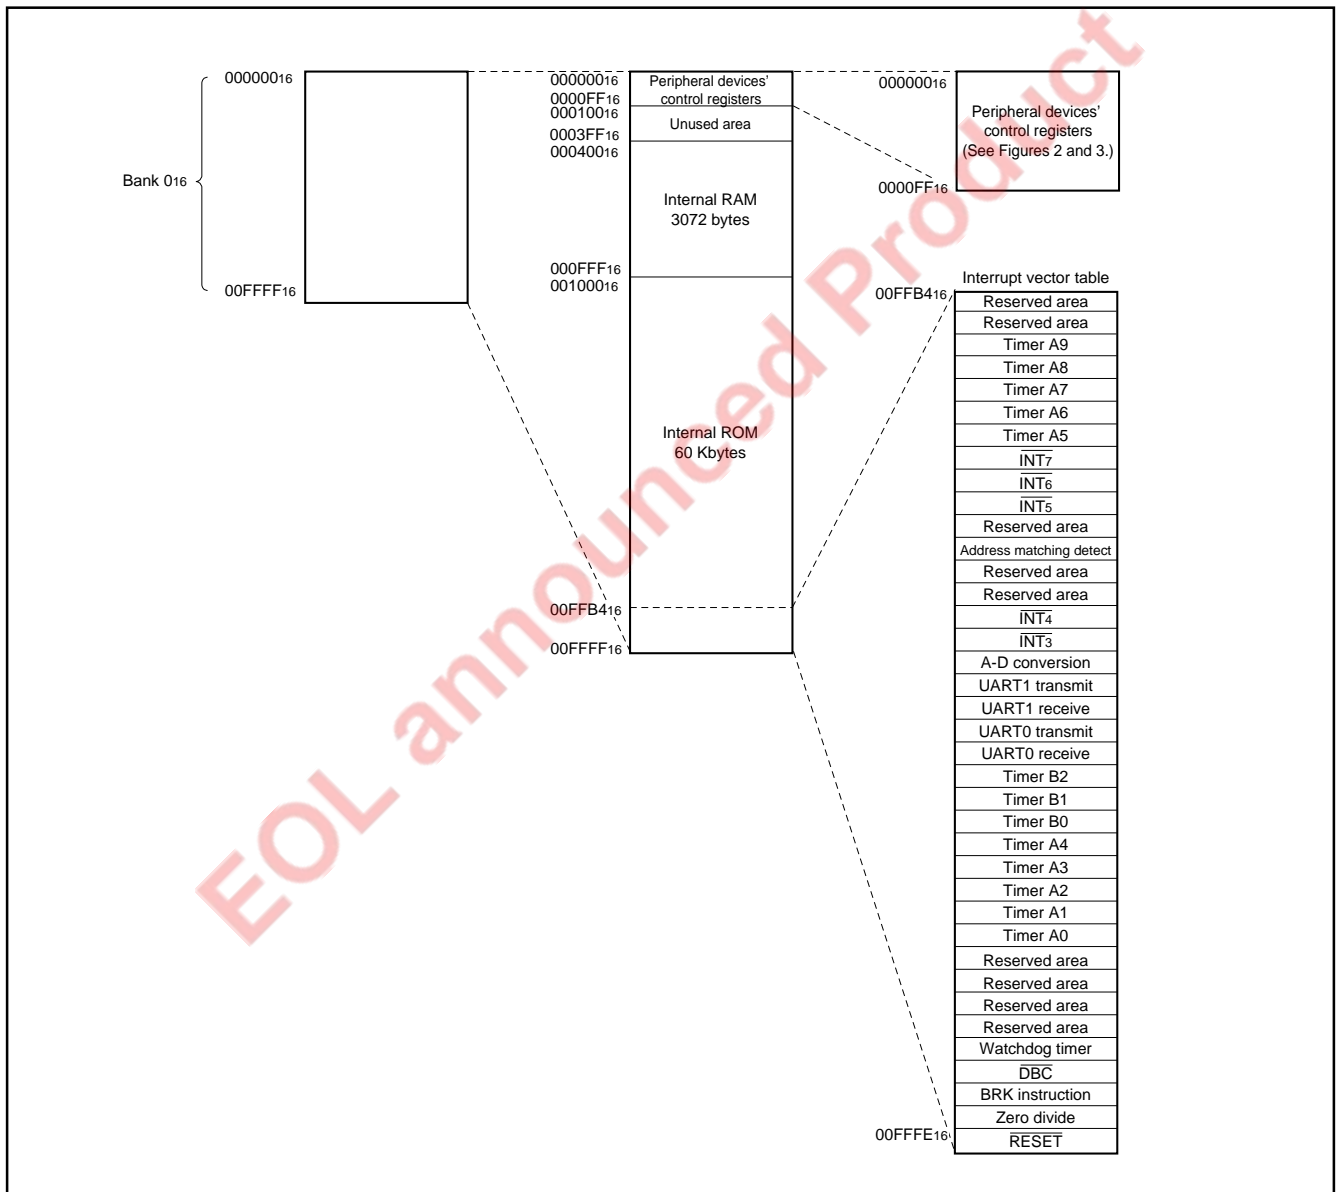 Bank 016
00000016
00FFFF16
00000016
0000FF16
00010016
0003FF16
00040016
000FFF16
00100016
00FFB416
00FFFF16
Peripheral devices'
control registers
Unused area
Internal RAM
3072 bytes
Internal ROM
60 Kbytes
00000016
0000FF16
Peripheral devices'
control registers
(See Figures 2 and 3.)
Interrupt vector table
00FFB416
00FFFE16
Reserved area
Reserved area
Timer A9
Timer A8
Timer A7
Timer A6
Timer A5
INT7
INT6
INT5
Reserved area
Address matching detect
Reserved area
Reserved area
INT4
INT3
A-D conversion
UART1 transmit
UART1 receive
UART0 transmit
UART0 receive
Timer B2
Timer B1
Timer B0
Timer A4
Timer A3
Timer A2
Timer A1
Timer A0
Reserved area
Reserved area
Reserved area
Reserved area
Watchdog timer
DBC
BRK instruction
Zero divide
RESET
EOL announced Product